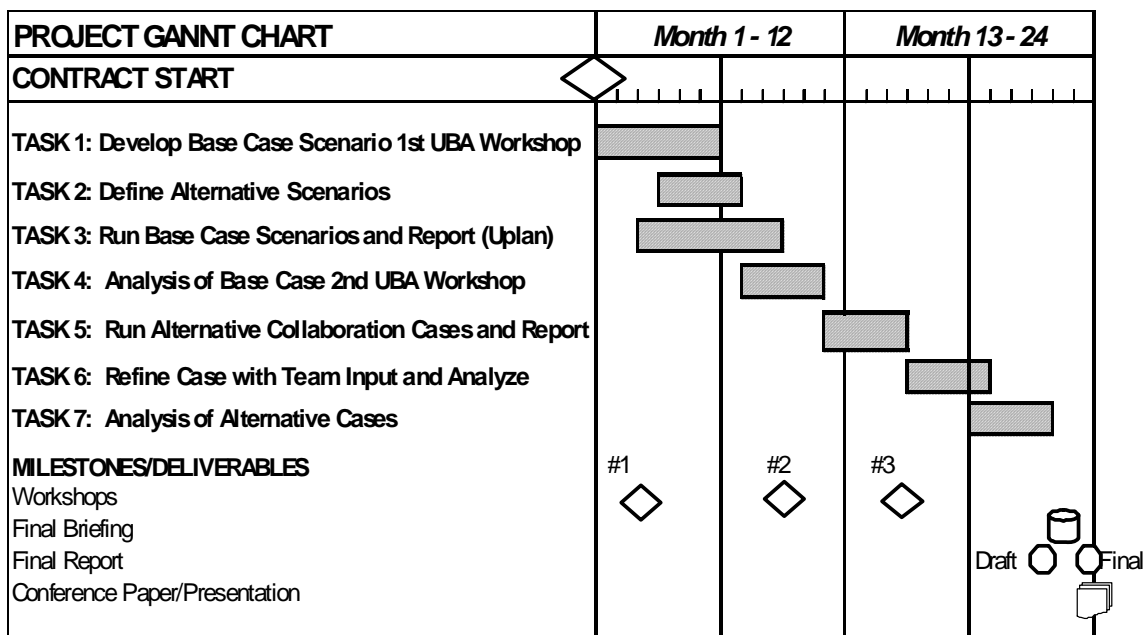 PROJECT GANNT CHART
Month 1 - 12
Month 13 - 24
CONTRACT START
TASK 1: Develop Base Case Scenario 1st UBA Workshop
TASK 2: Define Alternative Scenarios
TASK 3: Run Base Case Scenarios and Report (Uplan)
TASK 4: Analysis of Base Case 2nd UBA Workshop
TASK 5: Run Alternative Collaboration Cases and Report
TASK 6: Refine Case with Team Input and Analyze
TASK 7: Analysis of Alternative Cases
MILESTONES/DELIVERABLES
#1
#2
#3
Workshops
Final Briefing
Final Report
Draft
Final
Conference Paper/Presentation